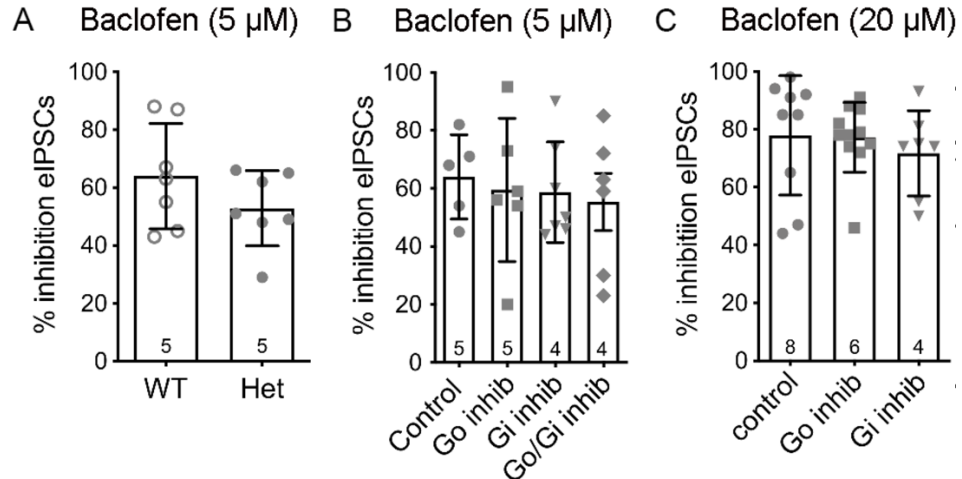 A Baclofen (5 µM)
% inhibition eIPSCs
100
80
60
40
20
0
5 5
WT Het
B Baclofen (5 µM)
% inhibition eIPSCs
100
80
60
40
20
0
5 5 4 4
Control Go inhib Gi inhib Go/Gi inhib
C Baclofen (20 µM)
% inhibittion eIPSCs
100
80
60
40
20
0
8 6 4
control Go inhib Gi inhib